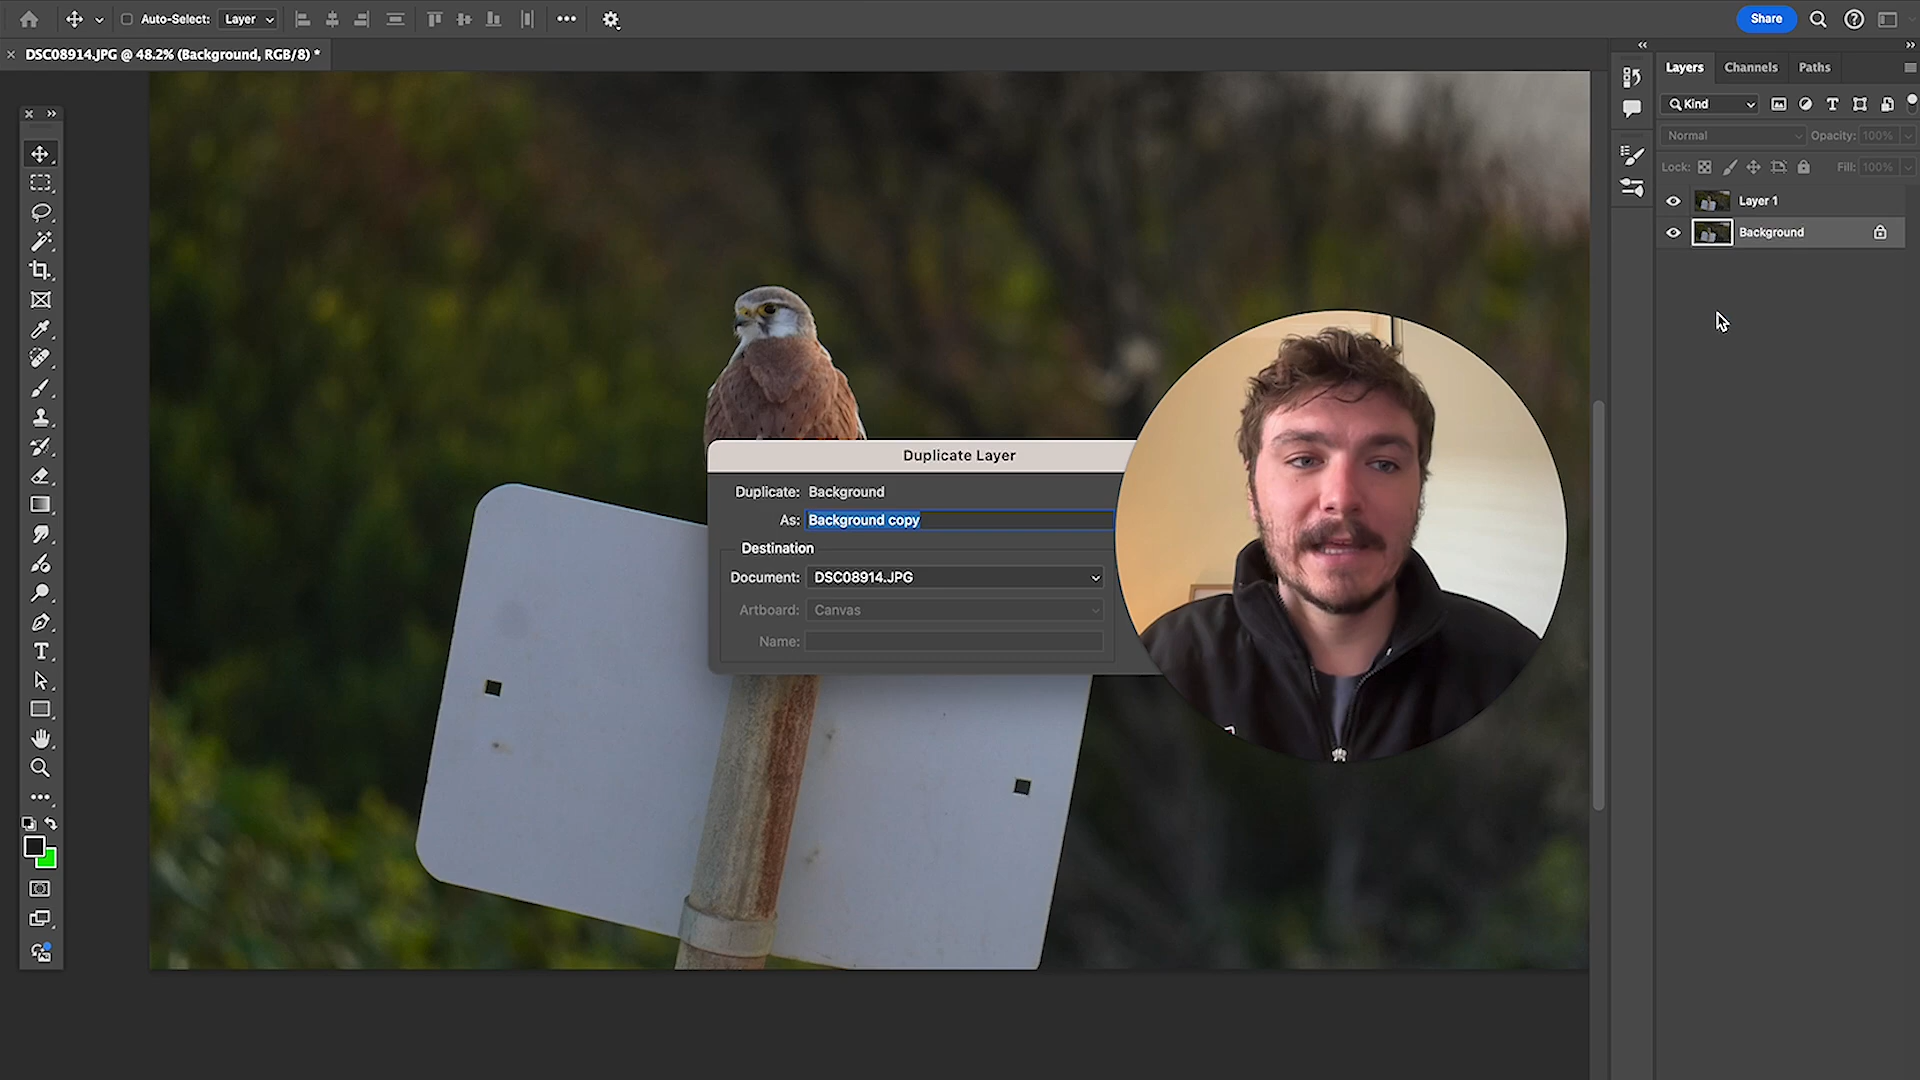 Auto-Select: Layer
Share
DSC08914.JPG @ 48.2% (Background, RGB/8) *
Layers Channels Paths
Kind
Normal Opacity: 100%
Lock: Fill: 100%
Layer 1
Background
Duplicate Layer
Duplicate: Background
As: Background copy
Destination
Document: DSC08914.JPG
Artboard: Canvas
Name: